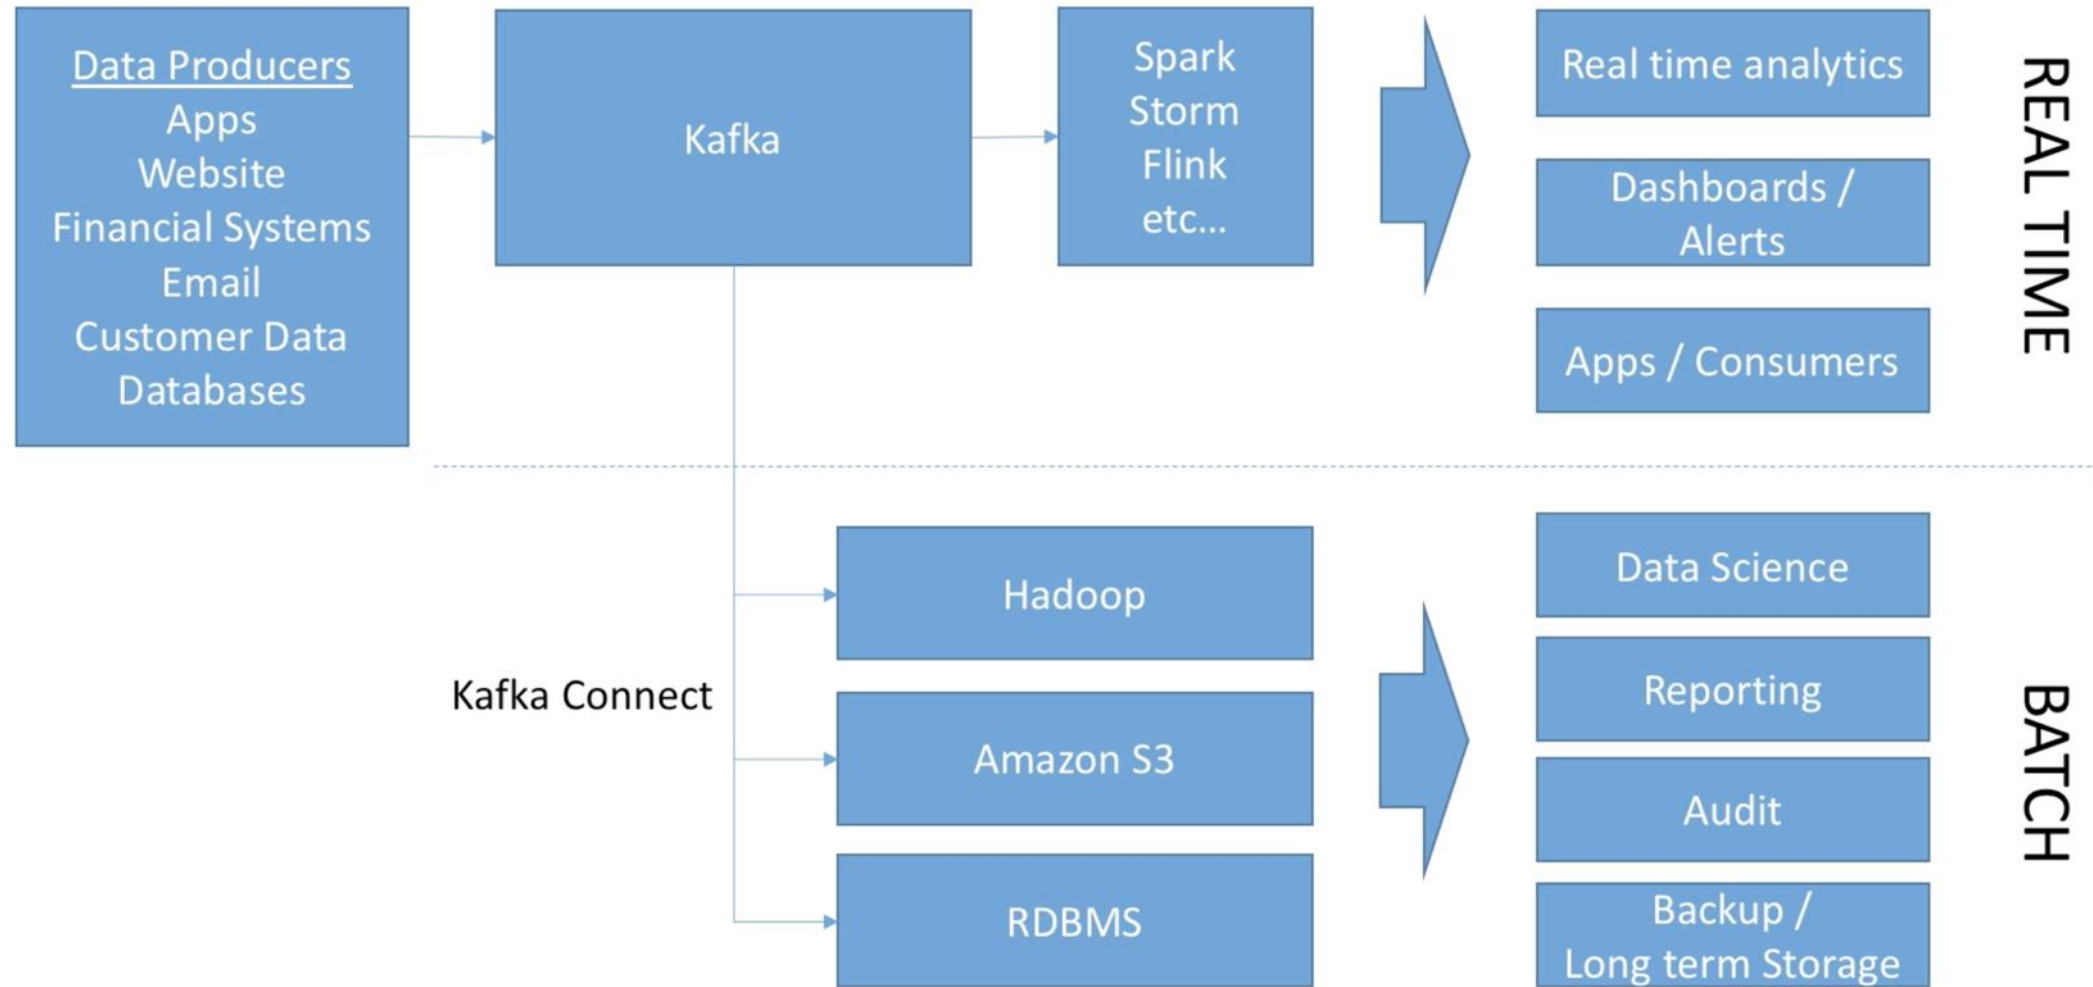 Data Producers
Apps
Website
Financial Systems
Email
Customer Data
Databases
Kafka
Spark
Storm
Flink
etc...
Real time analytics
Dashboards /
Alerts
Apps / Consumers
REAL TIME
Kafka Connect
Hadoop
Amazon S3
RDBMS
Data Science
Reporting
Audit
Backup /
Long term Storage
BATCH